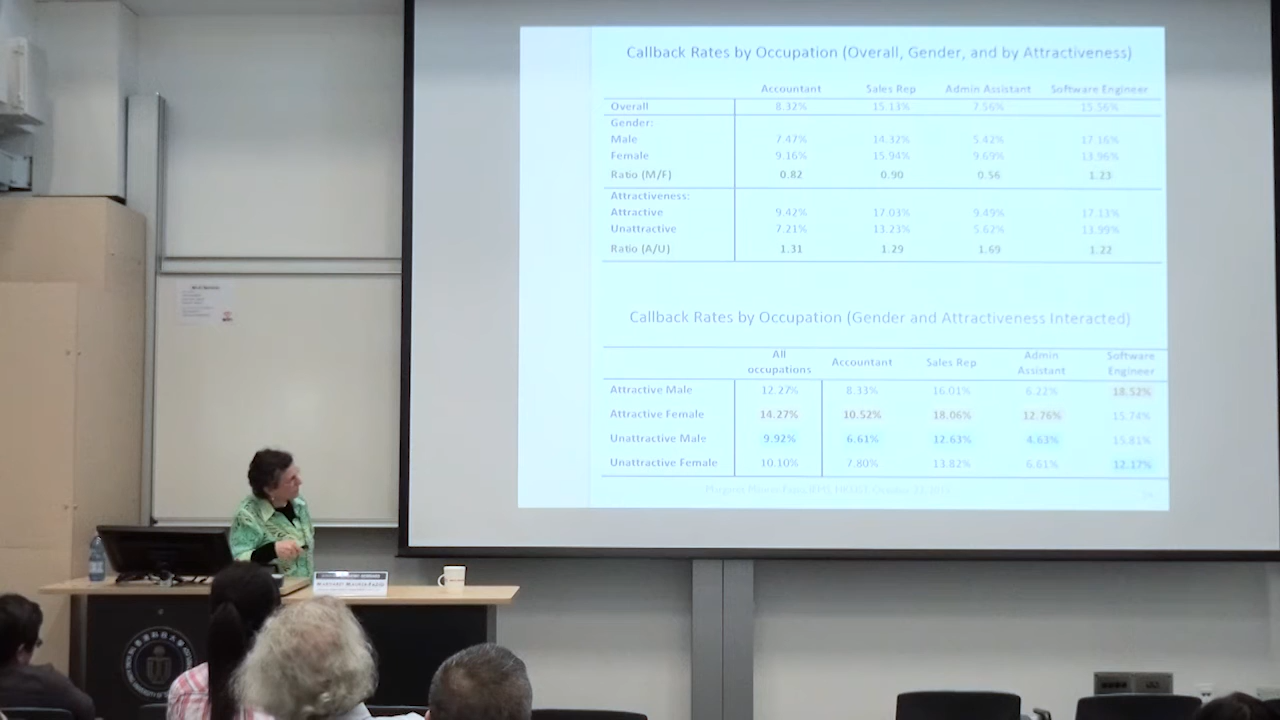 Callback Rates by Occupation (Overall, Gender, and by Attractiveness)
Accountant Sales Rep Admin Assistant Software Engineer
Overall 8.32% 15.13% 7.56% 15.56%
Gender:
Male 7.47% 14.32% 5.42% 17.16%
Female 9.16% 15.94% 9.69% 13.96%
Ratio (M/F) 0.82 0.90 0.56 1.23
Attractiveness:
Attractive 9.42% 17.03% 9.49% 17.13%
Unattractive 7.21% 13.23% 5.62% 13.99%
Ratio (A/U) 1.31 1.29 1.69 1.22
Callback Rates by Occupation (Gender and Attractiveness Interacted)
All occupations Accountant Sales Rep Admin Assistant Software Engineer
Attractive Male 12.27% 8.33% 16.01% 6.22% 18.52%
Attractive Female 14.27% 10.52% 18.06% 12.76% 15.74%
Unattractive Male 9.92% 6.61% 12.63% 4.63% 15.81%
Unattractive Female 10.10% 7.80% 13.82% 6.61% 12.17%